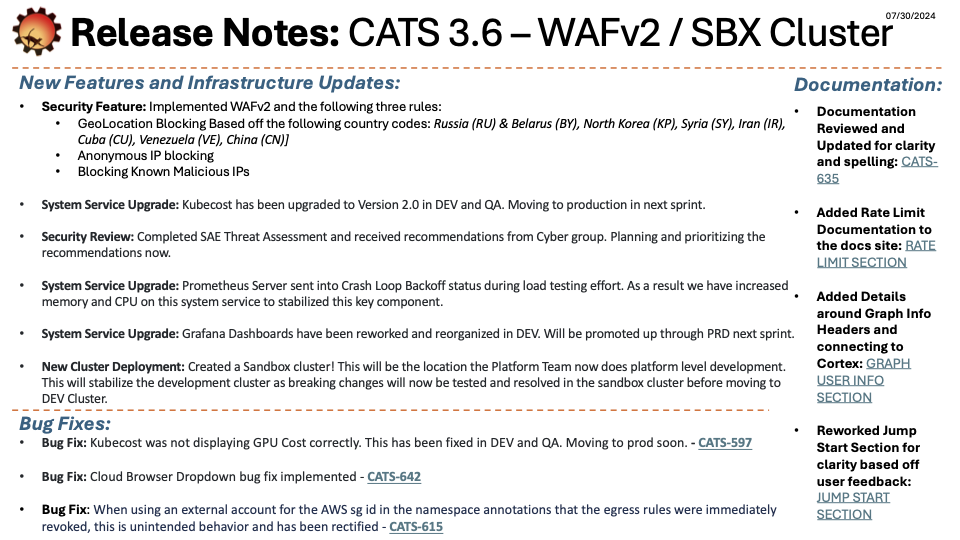 07/30/2024
Release Notes: CATS 3.6 – WAFv2 / SBX Cluster
New Features and Infrastructure Updates:
• Security Feature: Implemented WAFv2 and the following three rules:
• GeoLocation Blocking Based off the following country codes: Russia (RU) & Belarus (BY), North Korea (KP), Syria (SY), Iran (IR),
Cuba (CU), Venezuela (VE), China (CN)]
• Anonymous IP blocking
• Blocking Known Malicious IPs
• System Service Upgrade: Kubecost has been upgraded to Version 2.0 in DEV and QA. Moving to production in next sprint.
• Security Review: Completed SAE Threat Assessment and received recommendations from Cyber group. Planning and prioritizing the
recommendations now.
• System Service Upgrade: Prometheus Server sent into Crash Loop Backoff status during load testing effort. As a result we have increased
memory and CPU on this system service to stabilized this key component.
• System Service Upgrade: Grafana Dashboards have been reworked and reorganized in DEV. Will be promoted up through PRD next sprint.
• New Cluster Deployment: Created a Sandbox cluster! This will be the location the Platform Team now does platform level development.
This will stabilize the development cluster as breaking changes will now be tested and resolved in the sandbox cluster before moving to
DEV Cluster.
Bug Fixes:
• Bug Fix: Kubecost was not displaying GPU Cost correctly. This has been fixed in DEV and QA. Moving to prod soon. - CATS-597
• Bug Fix: Cloud Browser Dropdown bug fix implemented - CATS-642
• Bug Fix: When using an external account for the AWS sg id in the namespace annotations that the egress rules were immediately
revoked, this is unintended behavior and has been rectified - CATS-615
Documentation:
• Documentation
Reviewed and
Updated for clarity
and spelling: CATS-
635
• Added Rate Limit
Documentation to
the docs site: RATE
LIMIT SECTION
• Added Details
around Graph Info
Headers and
connecting to
Cortex: GRAPH
USER INFO
SECTION
• Reworked Jump
Start Section for
clarity based off
user feedback:
JUMP START
SECTION